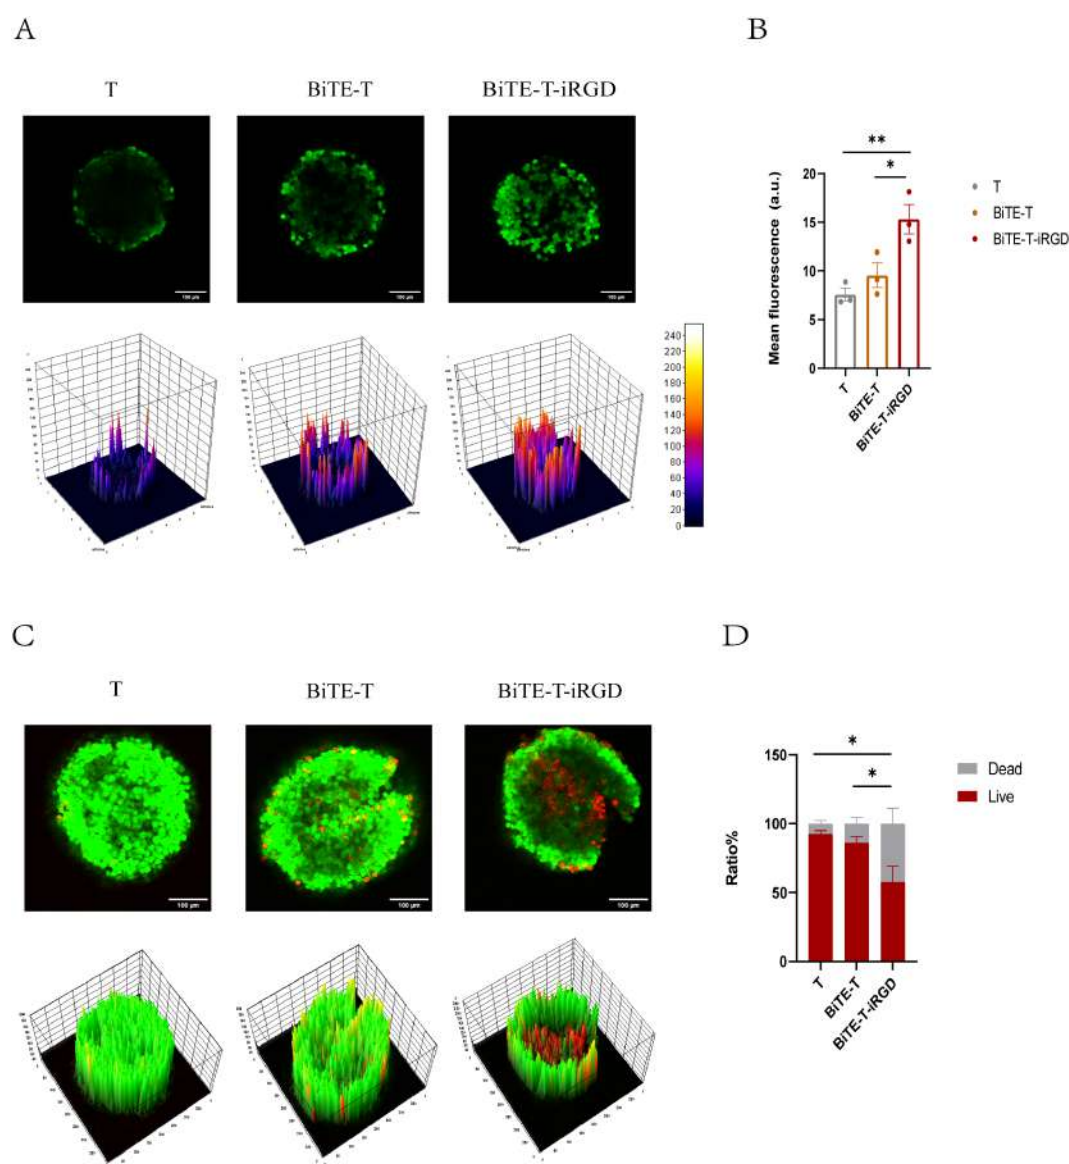 A
B
T
BiTE-T
BiTE-T-iRGD
100 μm
100 μm
100 μm
240
220
200
180
160
140
120
100
80
60
40
20
0
**
*
20
15
10
5
0
Mean fluorescence (a.u.)
T
BiTE-T
BiTE-T-iRGD
T
BiTE-T
BiTE-T-iRGD
C
D
T
BiTE-T
BiTE-T-iRGD
100 μm
100 μm
100 μm
*
*
150
100
50
0
Ratio%
Dead
Live
T
BiTE-T
BiTE-T-iRGD